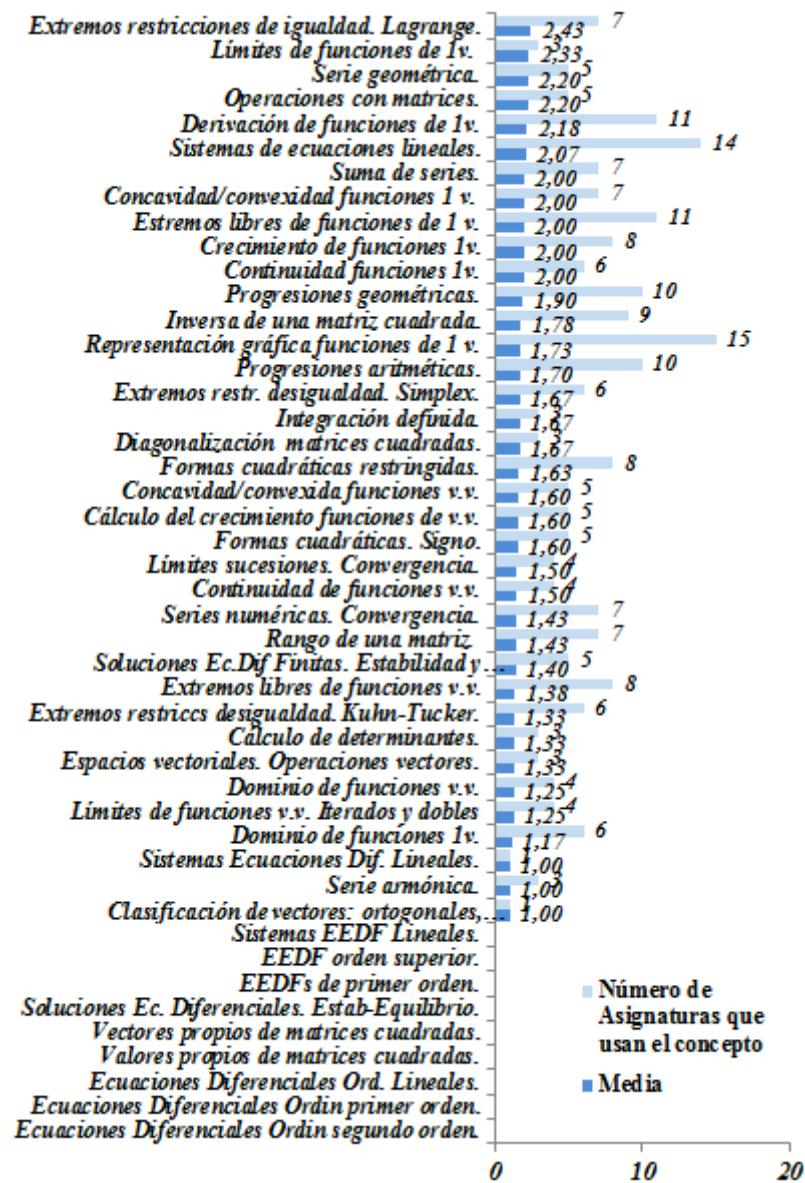 Extremos restricciones de igualdad. Lagrange.
7
2,43
Límites de funciones de 1v.
3
2,33
Serie geométrica.
5
2,20
Operaciones con matrices.
5
2,20
Derivación de funciones de 1v.
11
2,18
Sistemas de ecuaciones lineales.
14
2,07
Suma de series.
7
2,00
Concavidad/convexidad funciones 1 v.
7
2,00
Estremos libres de funciones de 1 v.
11
2,00
Crecimiento de funciones 1v.
8
2,00
Continuidad funciones 1v.
6
2,00
Progresiones geométricas.
10
1,90
Inversa de una matriz cuadrada.
9
1,78
Representación gráfica funciones de 1 v.
15
1,73
Progresiones aritméticas.
10
1,70
Extremos restr. desigualdad. Simplex.
6
1,67
Integración definida.
3
1,67
Diagonalización matrices cuadradas.
3
1,67
Formas cuadráticas restringidas.
8
1,63
Concavidad/convexida funciones v.v.
5
1,60
Cálculo del crecimiento funciones de v.v.
5
1,60
Formas cuadráticas. Signo.
5
1,60
Límites sucesiones. Convergencia.
4
1,50
Continuidad de funciones v.v.
4
1,50
Series numéricas. Convergencia.
7
1,43
Rango de una matriz.
7
1,43
Soluciones Ec.Dif Finitas. Estabilidad y ...
5
1,40
Extremos libres de funciones v.v.
8
1,38
Extremos restriccs desigualdad. Kuhn-Tucker.
6
1,33
Cálculo de determinantes.
3
1,33
Espacios vectoriales. Operaciones vectores.
3
1,33
Dominio de funciones v.v.
4
1,25
Límites de funciones v.v. Iterados y dobles
4
1,25
Dominio de funciones 1v.
6
1,17
Sistemas Ecuaciones Dif. Lineales.
1
1,00
Serie armónica.
3
1,00
Clasificación de vectores: ortogonales,...
1
1,00
Sistemas EEDF Lineales.
EEDF orden superior.
EEDFs de primer orden.
Soluciones Ec. Diferenciales. Estab-Equilibrio.
Vectores propios de matrices cuadradas.
Valores propios de matrices cuadradas.
Ecuaciones Diferenciales Ord. Lineales.
Ecuaciones Diferenciales Ordin primer orden.
Ecuaciones Diferenciales Ordin segundo orden.
Número de
Asignaturas que
usan el concepto
Media
0
10
20